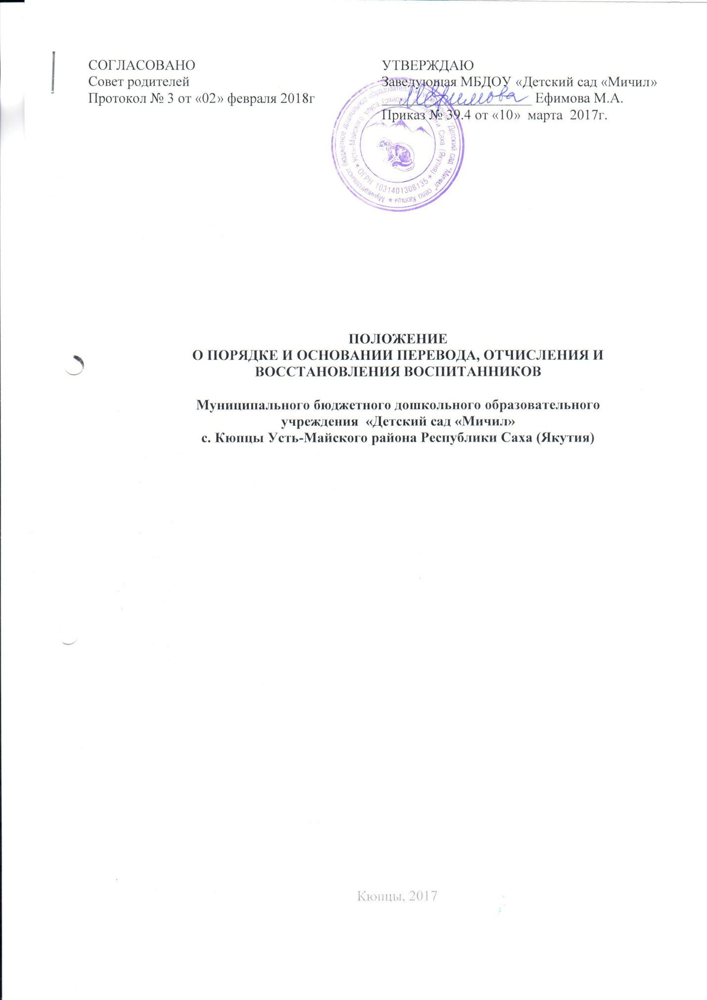 СОГЛАСОВАНО
Совет родителей
Протокол № 3 от «02» февраля 2018г
УТВЕРЖДАЮ
Заведующая МБДОУ «Детский сад «Мичил»
МЕфимова Ефимова М.А.
Приказ № 39.4 от «10» марта 2017г.
Муниципальное бюджетное дошкольное образовательное учреждение "Детский сад "Мичил" село Кюпцы *
* Усть-Майского улуса (района) Республики Саха (Якутия) *
ОГРН 1031401308135
ПОЛОЖЕНИЕ
О ПОРЯДКЕ И ОСНОВАНИИ ПЕРЕВОДА, ОТЧИСЛЕНИЯ И
ВОССТАНОВЛЕНИЯ ВОСПИТАННИКОВ
Муниципального бюджетного дошкольного образовательного
учреждения «Детский сад «Мичил»
с. Кюпцы Усть-Майского района Республики Саха (Якутия)
Кюпцы, 2017